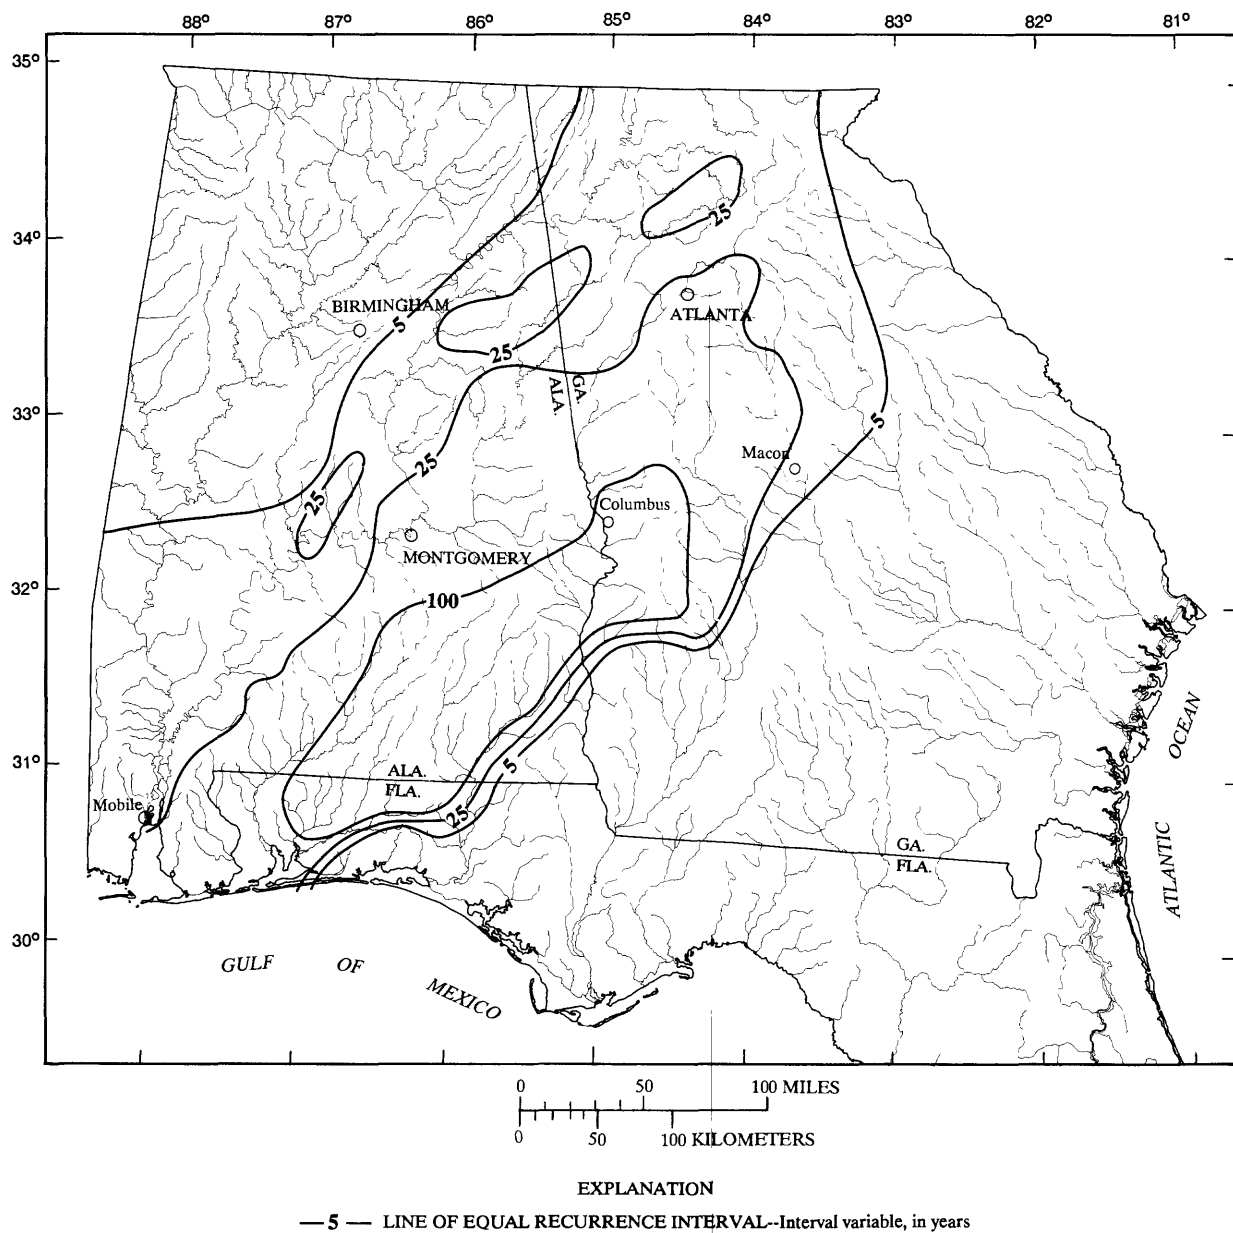 88° 87° 86° 85° 84° 83° 82° 81°
35°
34°
25
BIRMINGHAM
5
ATLANTA
25
GA.
ALA.
33°
5
Macon
25
25
Columbus
MONTGOMERY
32°
100
OCEAN
31°
5
ALA.
FLA.
Mobile
25
GA.
FLA.
ATLANTIC
30°
GULF OF MEXICO
0 50 100 MILES
0 50 100 KILOMETERS
EXPLANATION
—5— LINE OF EQUAL RECURRENCE INTERVAL--Interval variable, in years